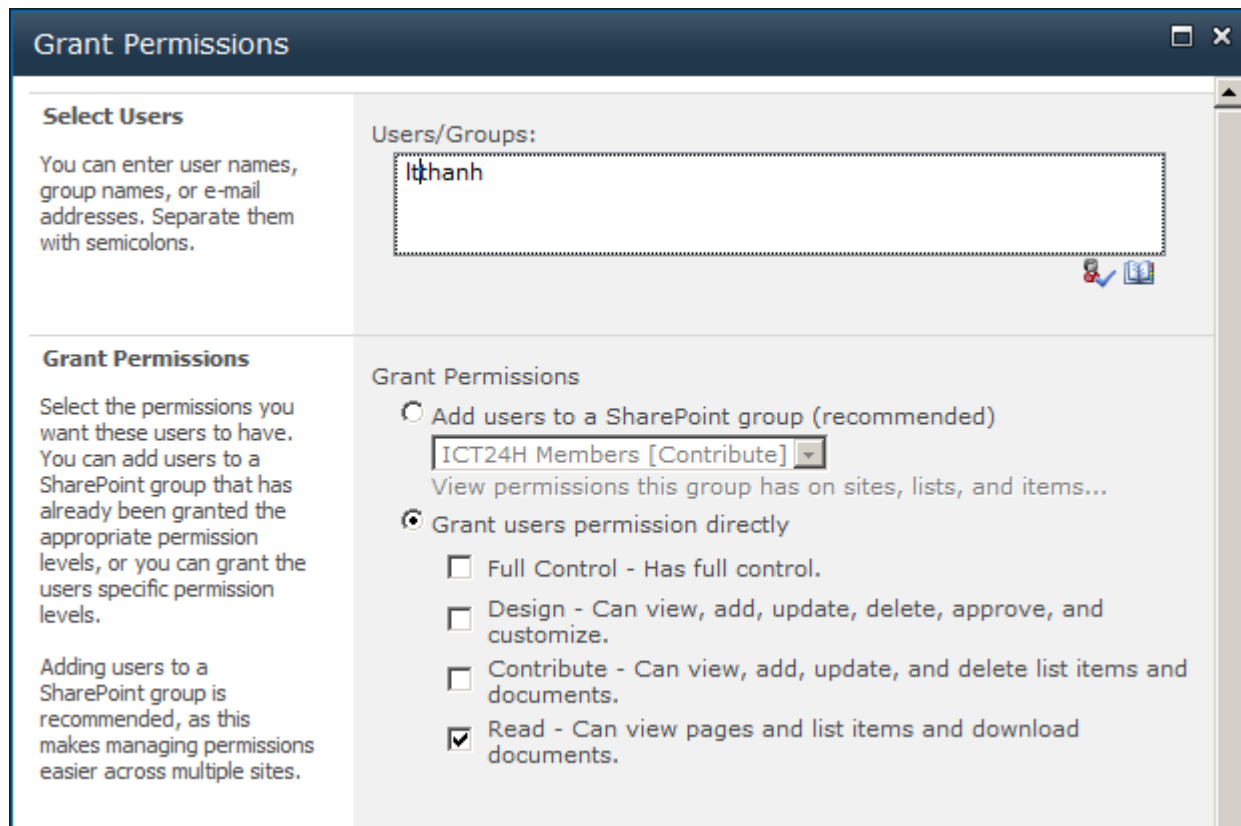 Grant Permissions
Select Users
You can enter user names,
group names, or e-mail
addresses. Separate them
with semicolons.
Users/Groups:
ltthanh
Grant Permissions
Select the permissions you
want these users to have.
You can add users to a
SharePoint group that has
already been granted the
appropriate permission
levels, or you can grant the
users specific permission
levels.
Adding users to a
SharePoint group is
recommended, as this
makes managing permissions
easier across multiple sites.
Grant Permissions
Add users to a SharePoint group (recommended)
ICT24H Members [Contribute]
View permissions this group has on sites, lists, and items...
Grant users permission directly
Full Control - Has full control.
Design - Can view, add, update, delete, approve, and
customize.
Contribute - Can view, add, update, and delete list items and
documents.
Read - Can view pages and list items and download
documents.